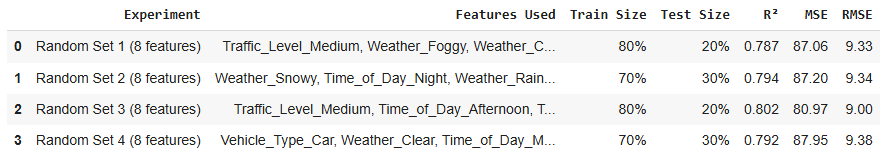 Experiment Features Used Train Size Test Size R² MSE RMSE
0 Random Set 1 (8 features) Traffic_Level_Medium, Weather_Foggy, Weather_C... 80% 20% 0.787 87.06 9.33
1 Random Set 2 (8 features) Weather_Snowy, Time_of_Day_Night, Weather_Rain... 70% 30% 0.794 87.20 9.34
2 Random Set 3 (8 features) Traffic_Level_Medium, Time_of_Day_Afternoon, T... 80% 20% 0.802 80.97 9.00
3 Random Set 4 (8 features) Vehicle_Type_Car, Weather_Clear, Time_of_Day_M... 70% 30% 0.792 87.95 9.38